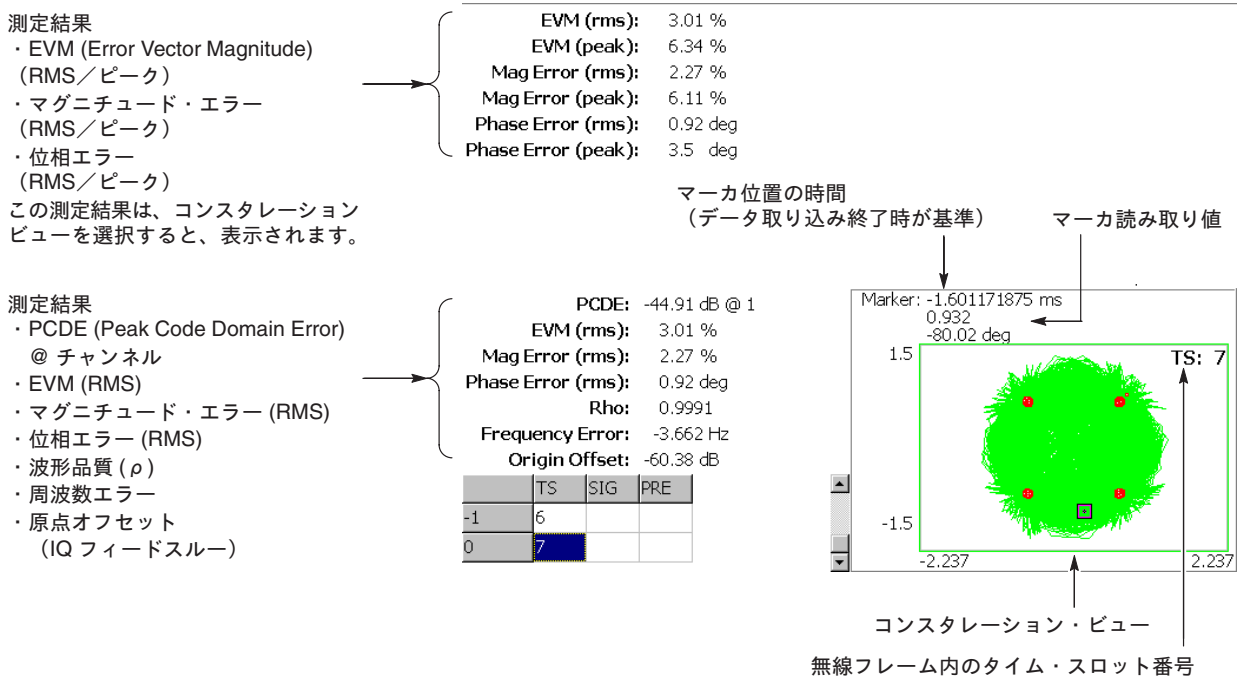 測定結果
・EVM (Error Vector Magnitude)
（RMS／ピーク）
・マグニチュード・エラー
（RMS／ピーク）
・位相エラー
（RMS／ピーク）
この測定結果は、コンスタレーション
ビューを選択すると、表示されます。
EVM (rms): 3.01 %
EVM (peak): 6.34 %
Mag Error (rms): 2.27 %
Mag Error (peak): 6.11 %
Phase Error (rms): 0.92 deg
Phase Error (peak): 3.5 deg
マーカ位置の時間
（データ取り込み終了時が基準）
マーカ読み取り値
測定結果
・PCDE (Peak Code Domain Error)
＠ チャンネル
・EVM (RMS)
・マグニチュード・エラー (RMS)
・位相エラー (RMS)
・波形品質 (ρ)
・周波数エラー
・原点オフセット
（IQ フィードスルー）
PCDE: -44.91 dB @ 1
EVM (rms): 3.01 %
Mag Error (rms): 2.27 %
Phase Error (rms): 0.92 deg
Rho: 0.9991
Frequency Error: -3.662 Hz
Origin Offset: -60.38 dB
TS SIG PRE
-1 6
0 7
Marker: -1.601171875 ms
0.932
-80.02 deg
1.5
TS: 7
-1.5
-2.237 2.237
コンスタレーション・ビュー
無線フレーム内のタイム・スロット番号